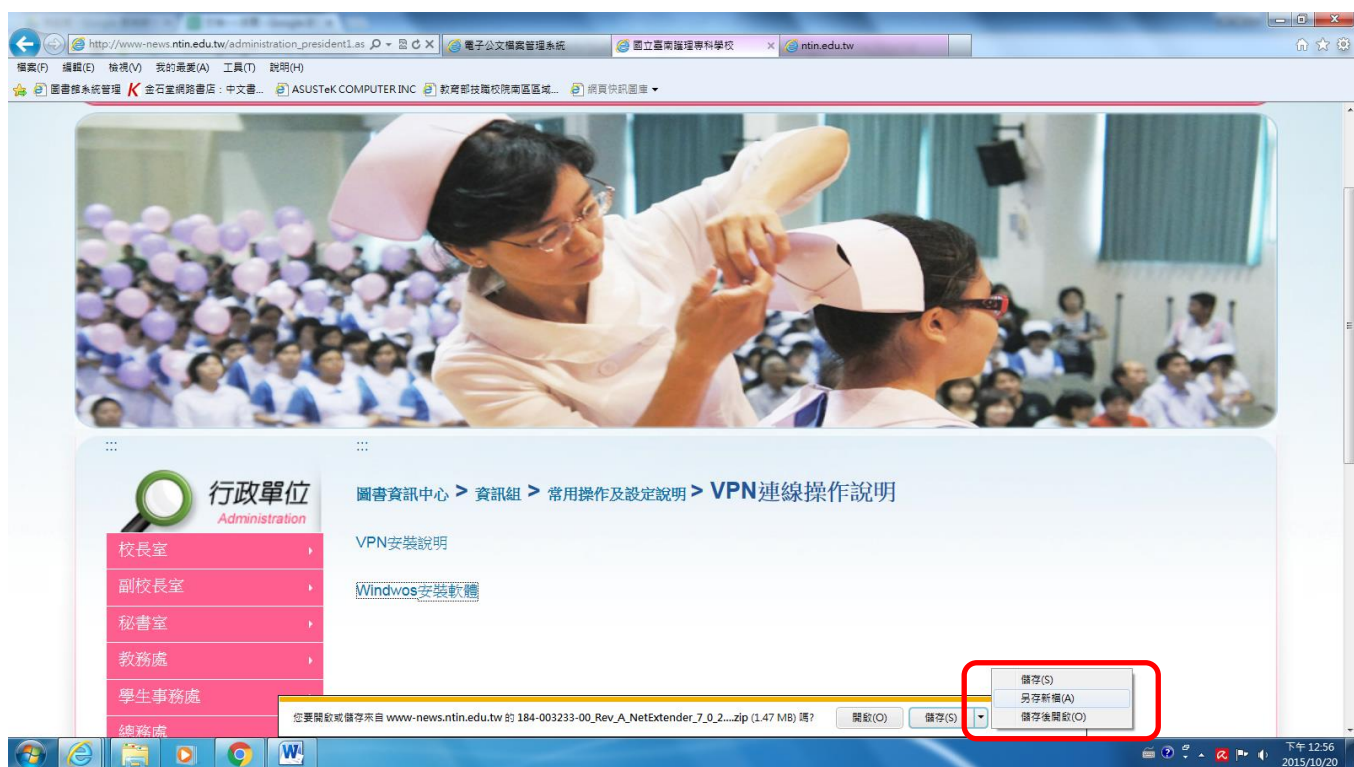 http://www-news.ntin.edu.tw/administration_president1.as
電子公文檔案管理系統
國立臺南護理專科學校
ntin.edu.tw
檔案(F) 編輯(E) 檢視(V) 我的最愛(A) 工具(T) 說明(H)
圖書館系統管理 金石堂網路書店：中文書... ASUSTeK COMPUTER INC 教育部技職校院南區區域... 網頁快訊圖庫
行政單位
Administration
校長室
副校長室
秘書室
教務處
學生事務處
總務處
圖書資訊中心 > 資訊組 > 常用操作及設定說明 > VPN連線操作說明
VPN安裝說明
Windwos安裝軟體
儲存(S)
另存新檔(A)
儲存後開啟(O)
您要開啟或儲存來自 www-news.ntin.edu.tw 的 184-003233-00_Rev_A_NetExtender_7_0_2....zip (1.47 MB) 嗎?
開啟(O)
儲存(S)
下午 12:56
2015/10/20